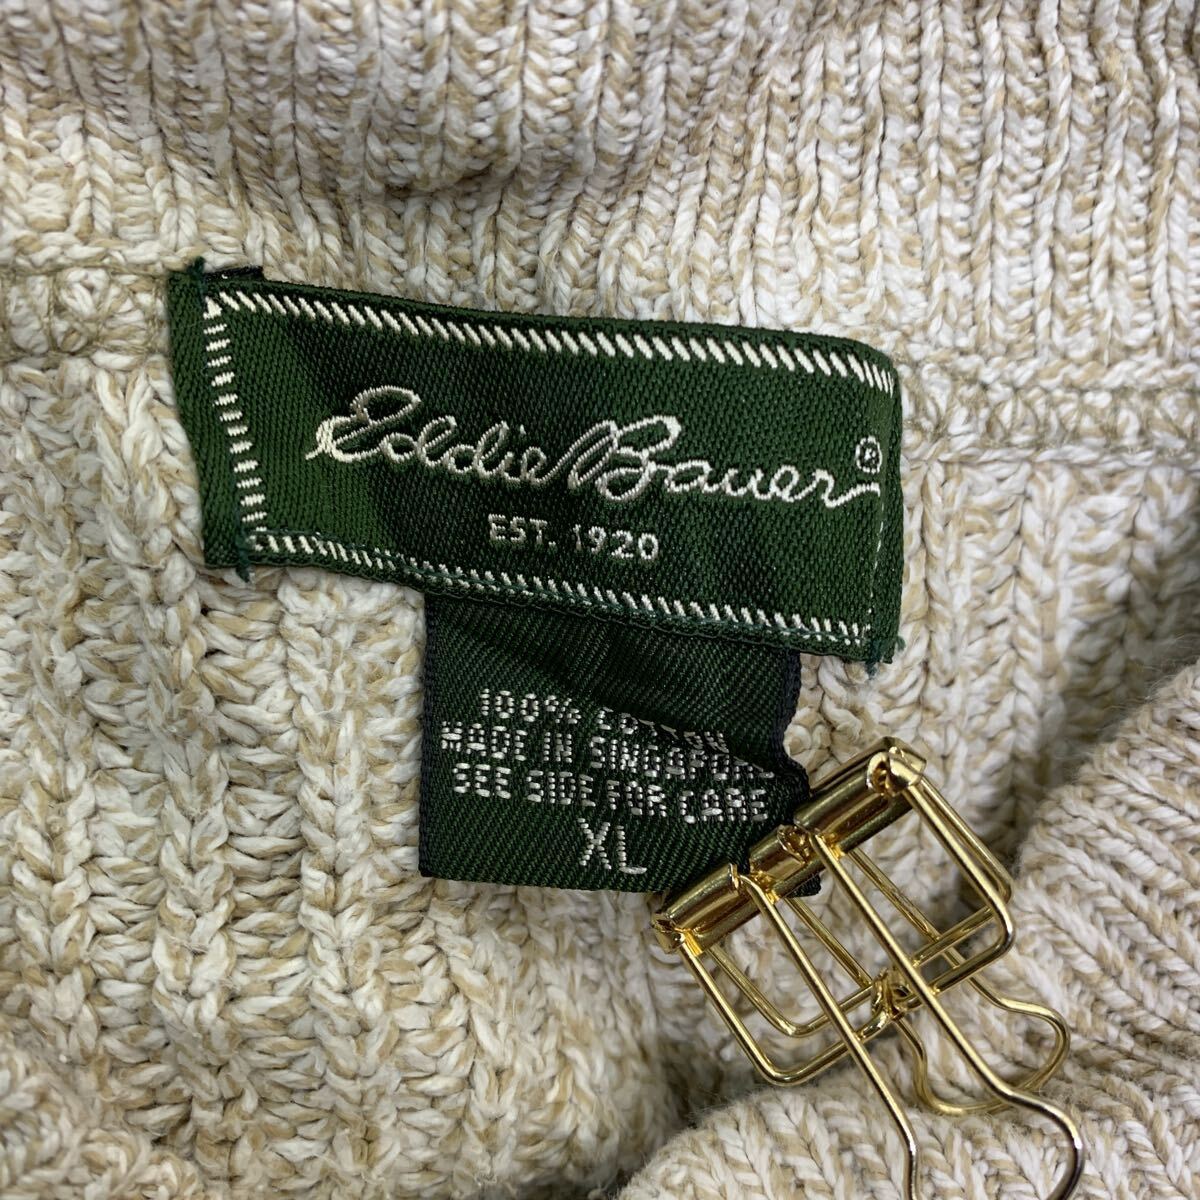 Eddie Bauer®
EST. 1920
100% COTTON
MADE IN SINGAPORE
SEE SIDE FOR CARE
XL